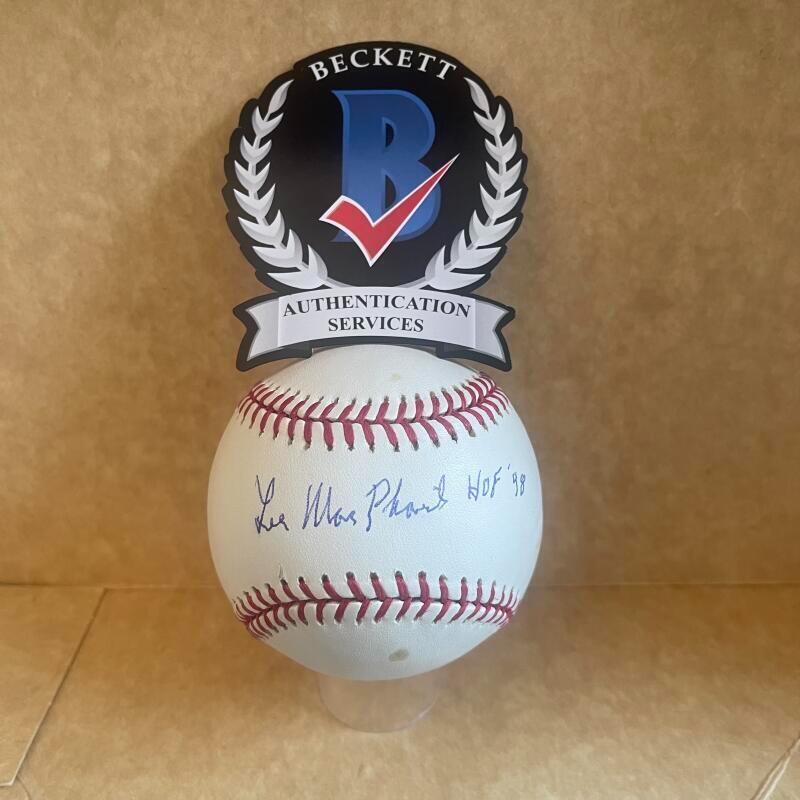 BECKETT
B
AUTHENTICATION
SERVICES
Lee MacPhail HOF '98